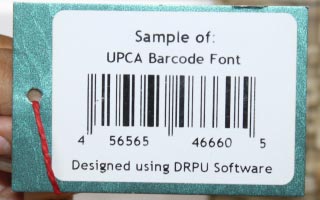 Sample of:
UPCA Barcode Font
4 56565 46660 5
Designed using DRPU Software